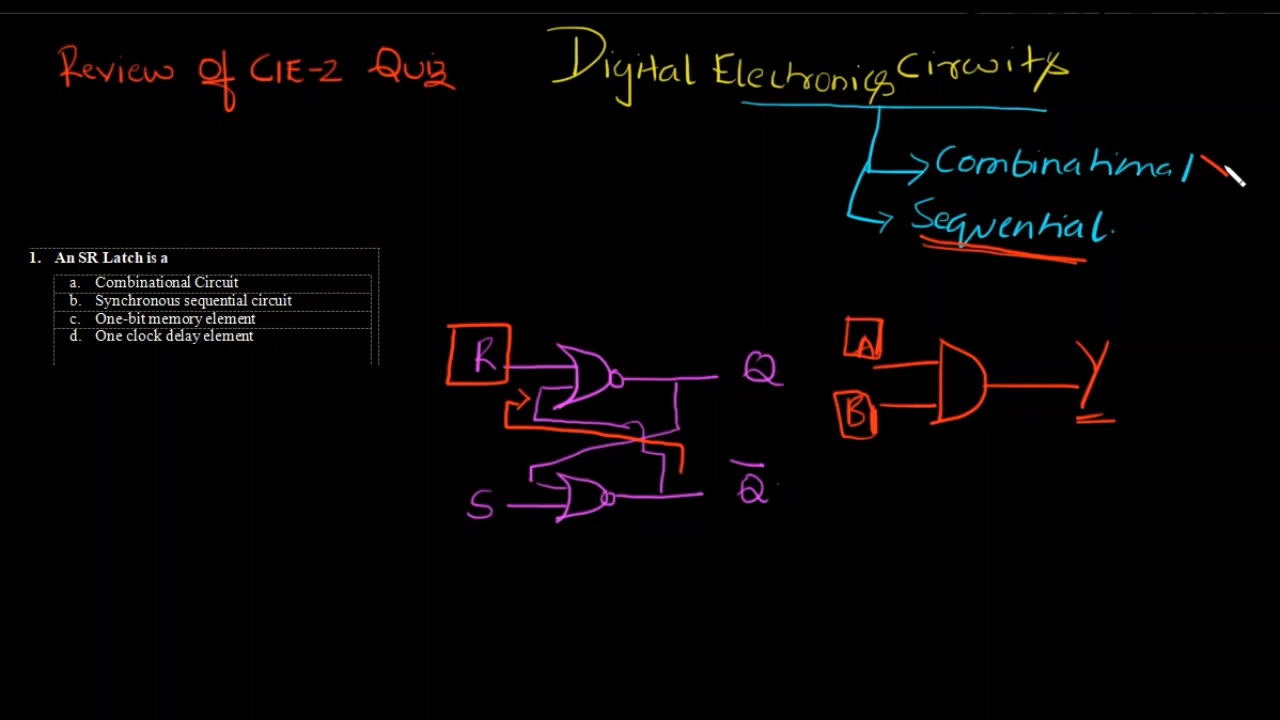 Review Of CIE-2 Quiz
Digital Electronics Circuits
Combinational
Sequential.
1. An SR Latch is a
a. Combinational Circuit
b. Synchronous sequential circuit
c. One-bit memory element
d. One clock delay element
R
Q
S
Q̅
A
B
Y